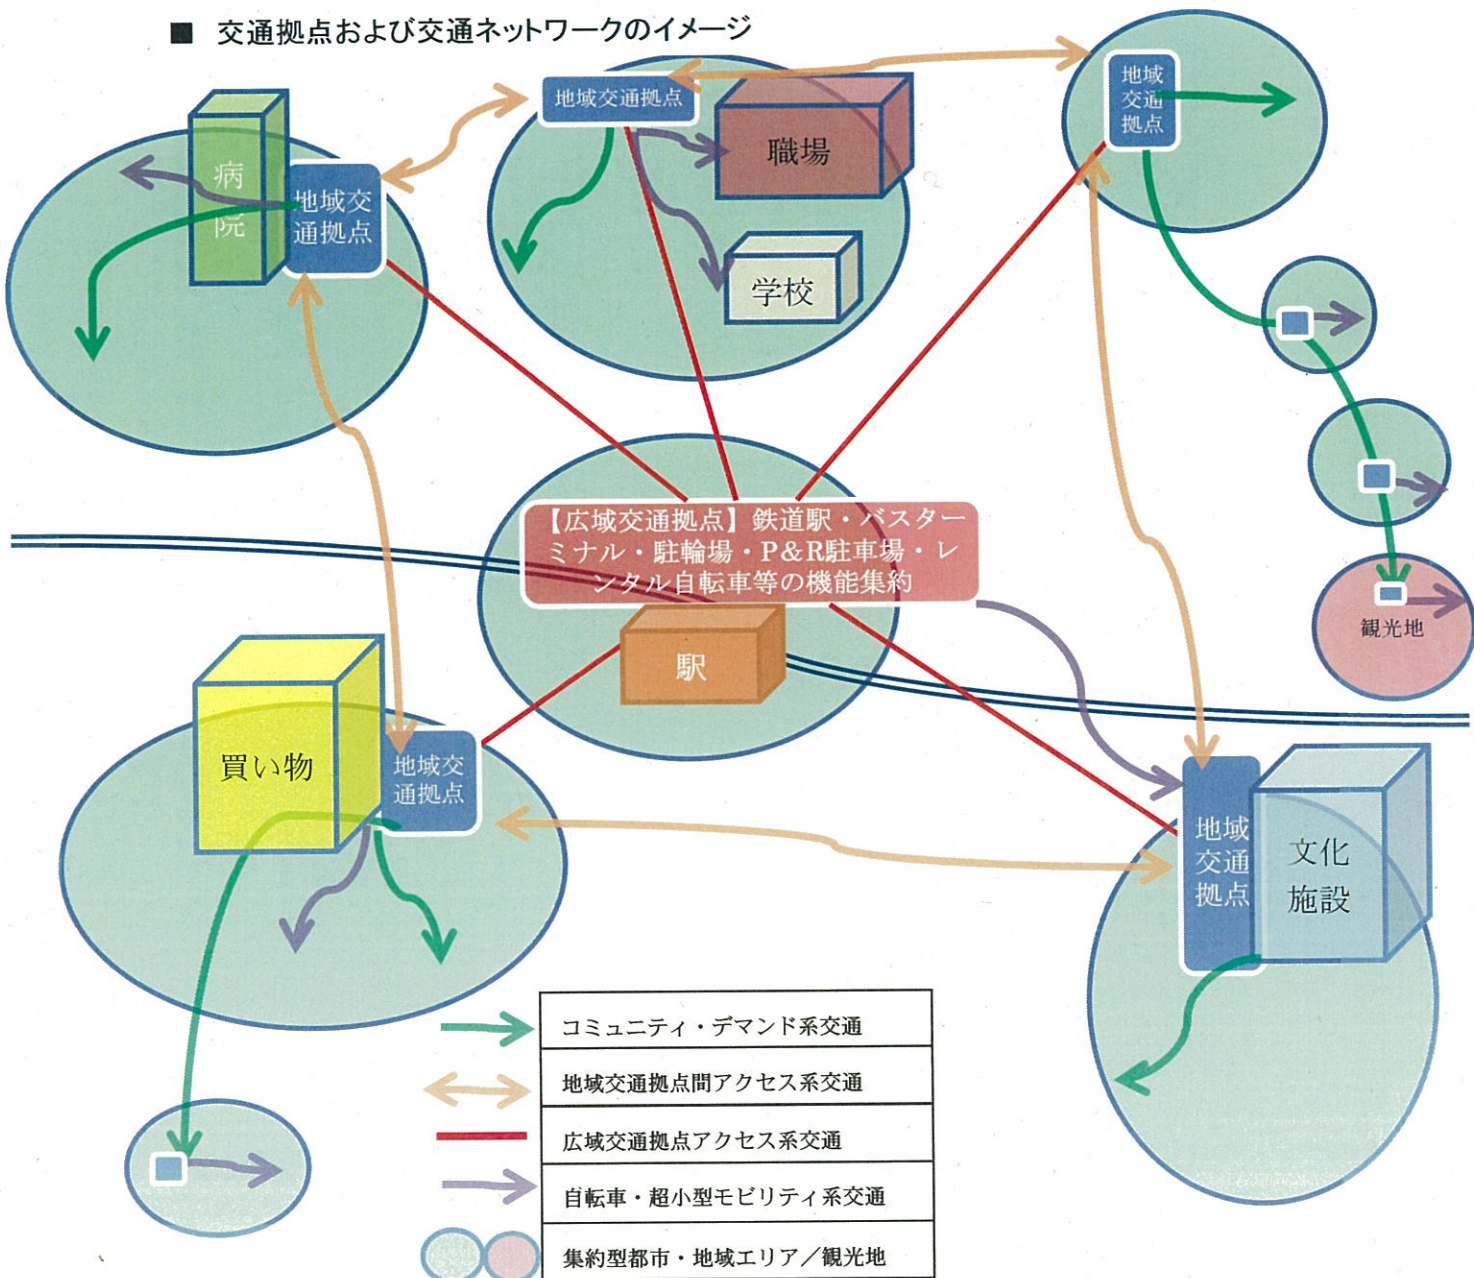 ■ 交通拠点および交通ネットワークのイメージ
地域交通拠点
職場
学校
地域
交通
拠点
病
院
地域交
通拠点
【広域交通拠点】鉄道駅・バスター
ミナル・駐輪場・P&R駐車場・レ
ンタル自転車等の機能集約
駅
観光地
買い物
地域交
通拠点
地域
交通
拠点
文化
施設
コミュニティ・デマンド系交通
地域交通拠点間アクセス系交通
広域交通拠点アクセス系交通
自転車・超小型モビリティ系交通
集約型都市・地域エリア／観光地